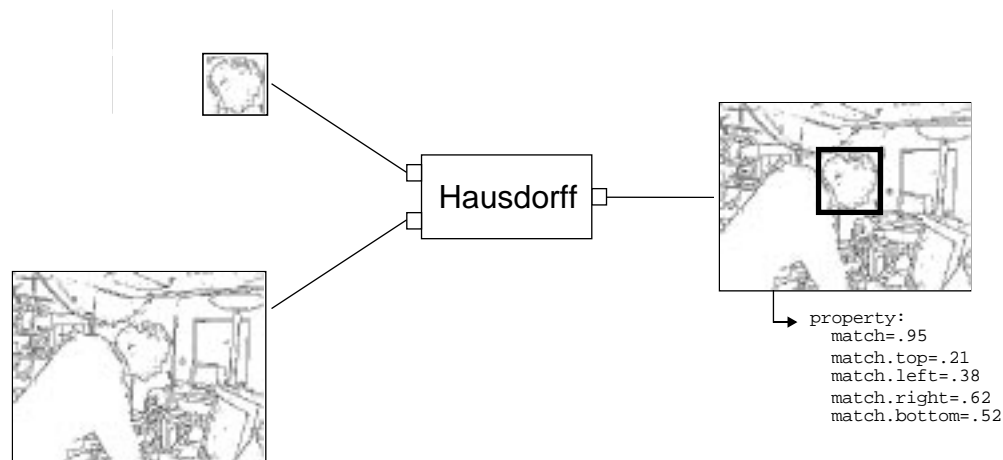 Hausdorff
property:
match=.95
match.top=.21
match.left=.38
match.right=.62
match.bottom=.52